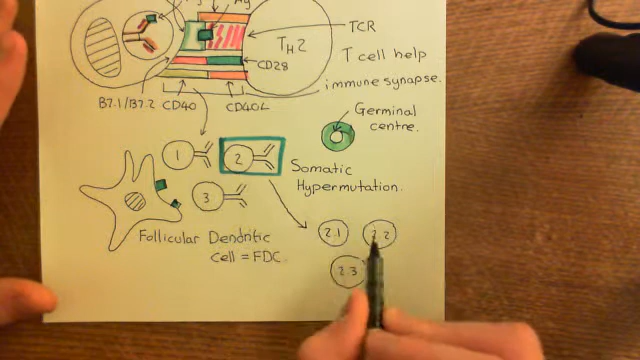 Ag
TCR
TH2
T cell help
CD28
immune synapse.
B7.1/B7.2 CD40 CD40L
Germinal
centre.
1
2
Somatic
Hypermutation.
3
Follicular Dendritic
cell = FDC
2.1
2.2
2.3